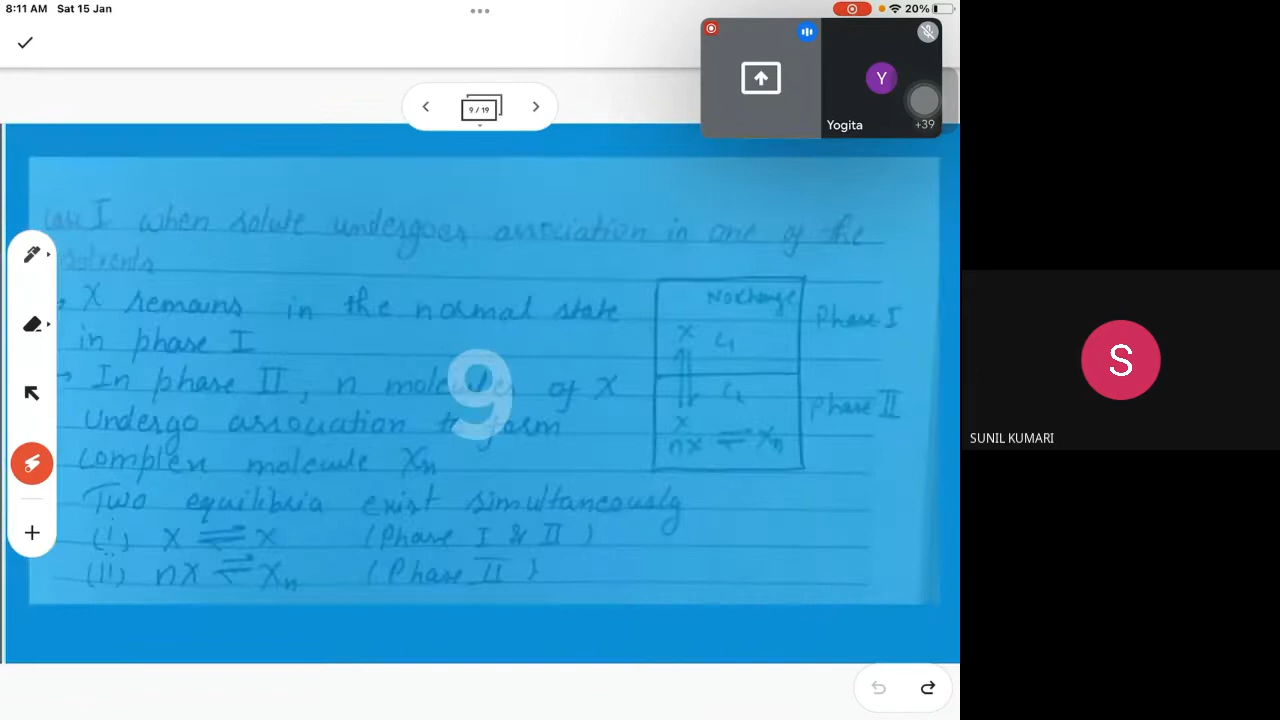 8:11 AM Sat 15 Jan
20%
9 / 19
Y
Yogita
+39
Case I when solute undergoes association in one of the
solvents
X remains in the normal state
in phase I
→ In phase II, n molecules of X
undergo association to form
complex molecule Xn
Two equilibria exist simultaneously
(i) X ⇌ X (Phase I & II)
(ii) nX ⇌ Xn (Phase II)
No change
X C1
Phase I
C2
Phase II
X
nX ⇌ Xn
9
S
SUNIL KUMARI